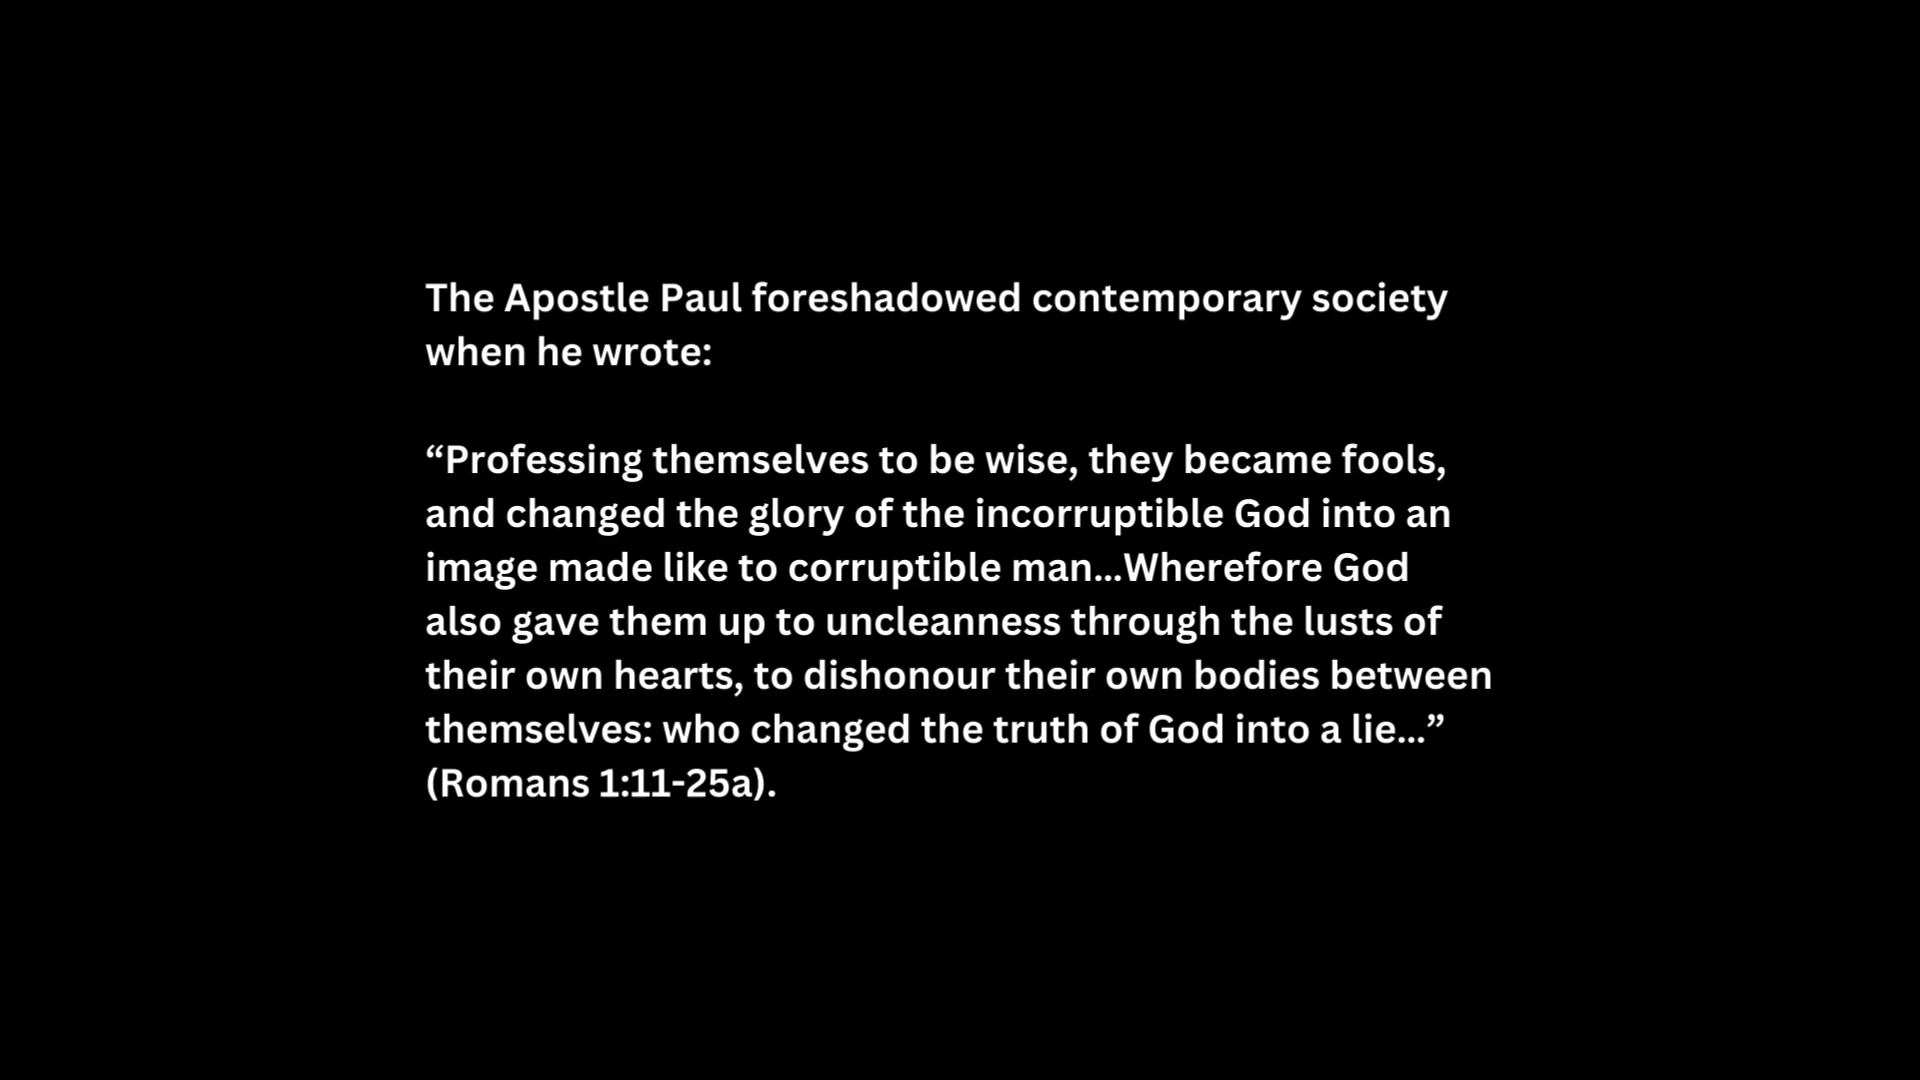 The Apostle Paul foreshadowed contemporary society
when he wrote:
“Professing themselves to be wise, they became fools,
and changed the glory of the incorruptible God into an
image made like to corruptible man...Wherefore God
also gave them up to uncleanness through the lusts of
their own hearts, to dishonour their own bodies between
themselves: who changed the truth of God into a lie...”
(Romans 1:11-25a).